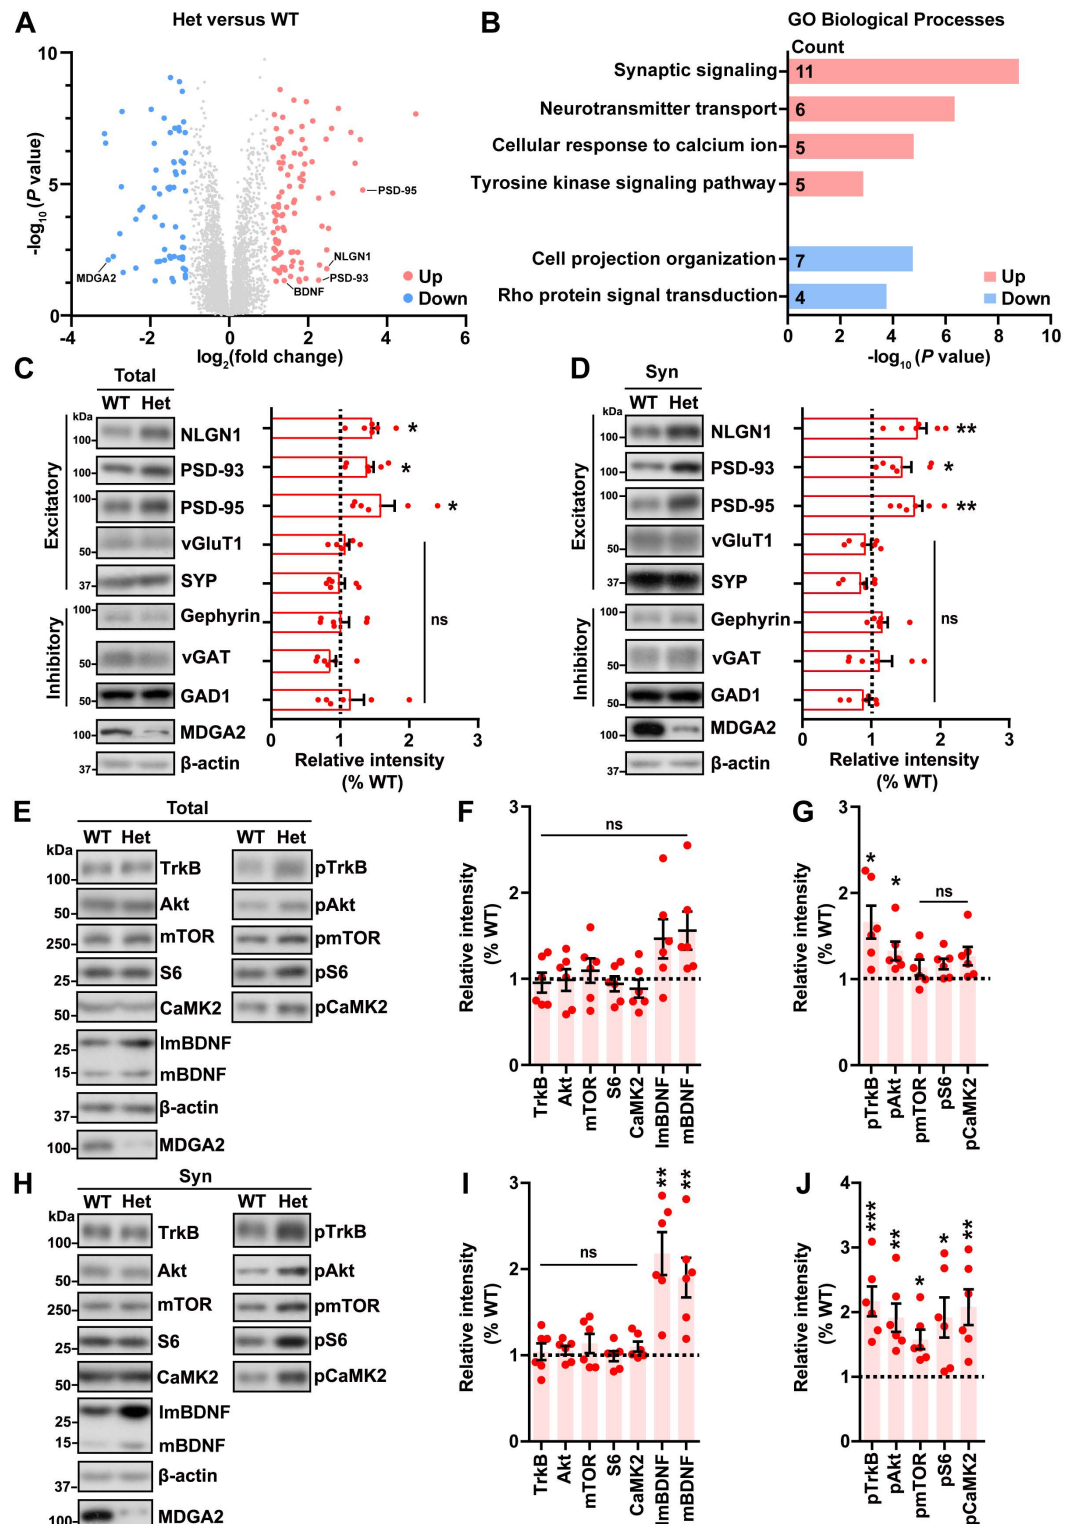 A
Het versus WT
10
5
0
-4
-2
0
2
4
6
-log10 (P value)
log2(fold change)
PSD-95
NLGN1
PSD-93
BDNF
MDGA2
Up
Down
B
GO Biological Processes
Count
Synaptic signaling
11
Neurotransmitter transport
6
Cellular response to calcium ion
5
Tyrosine kinase signaling pathway
5
Cell projection organization
7
Rho protein signal transduction
4
Up
Down
0
2
4
6
8
10
-log10 (P value)
C
Total
WT Het
kDa
Excitatory
Inhibitory
100
NLGN1
*
100
PSD-93
*
100
PSD-95
*
50
vGluT1
37
SYP
100
Gephyrin
ns
50
vGAT
50
GAD1
100
MDGA2
37
β-actin
0
1
2
3
Relative intensity
(% WT)
D
Syn
WT Het
kDa
Excitatory
Inhibitory
100
NLGN1
**
100
PSD-93
*
100
PSD-95
**
50
vGluT1
37
SYP
100
Gephyrin
ns
50
vGAT
50
GAD1
100
MDGA2
37
β-actin
0
1
2
3
Relative intensity
(% WT)
E
Total
WT Het
WT Het
kDa
100
TrkB
pTrkB
50
Akt
pAkt
250
mTOR
pmTOR
25
S6
pS6
50
CaMK2
pCaMK2
25
ImBDNF
15
mBDNF
37
β-actin
100
MDGA2
F
3
2
1
0
Relative intensity
(% WT)
ns
TrkB
Akt
mTOR
S6
CaMK2
ImBDNF
mBDNF
G
3
2
1
0
Relative intensity
(% WT)
*
*
ns
pTrkB
pAkt
pmTOR
pS6
pCaMK2
H
Syn
WT Het
WT Het
kDa
100
TrkB
pTrkB
50
Akt
pAkt
250
mTOR
pmTOR
25
S6
pS6
50
CaMK2
pCaMK2
25
ImBDNF
15
mBDNF
37
β-actin
100
MDGA2
I
3
2
1
0
Relative intensity
(% WT)
ns
**
**
TrkB
Akt
mTOR
S6
CaMK2
ImBDNF
mBDNF
J
4
3
2
1
0
Relative intensity
(% WT)
***
**
*
*
**
pTrkB
pAkt
pmTOR
pS6
pCaMK2